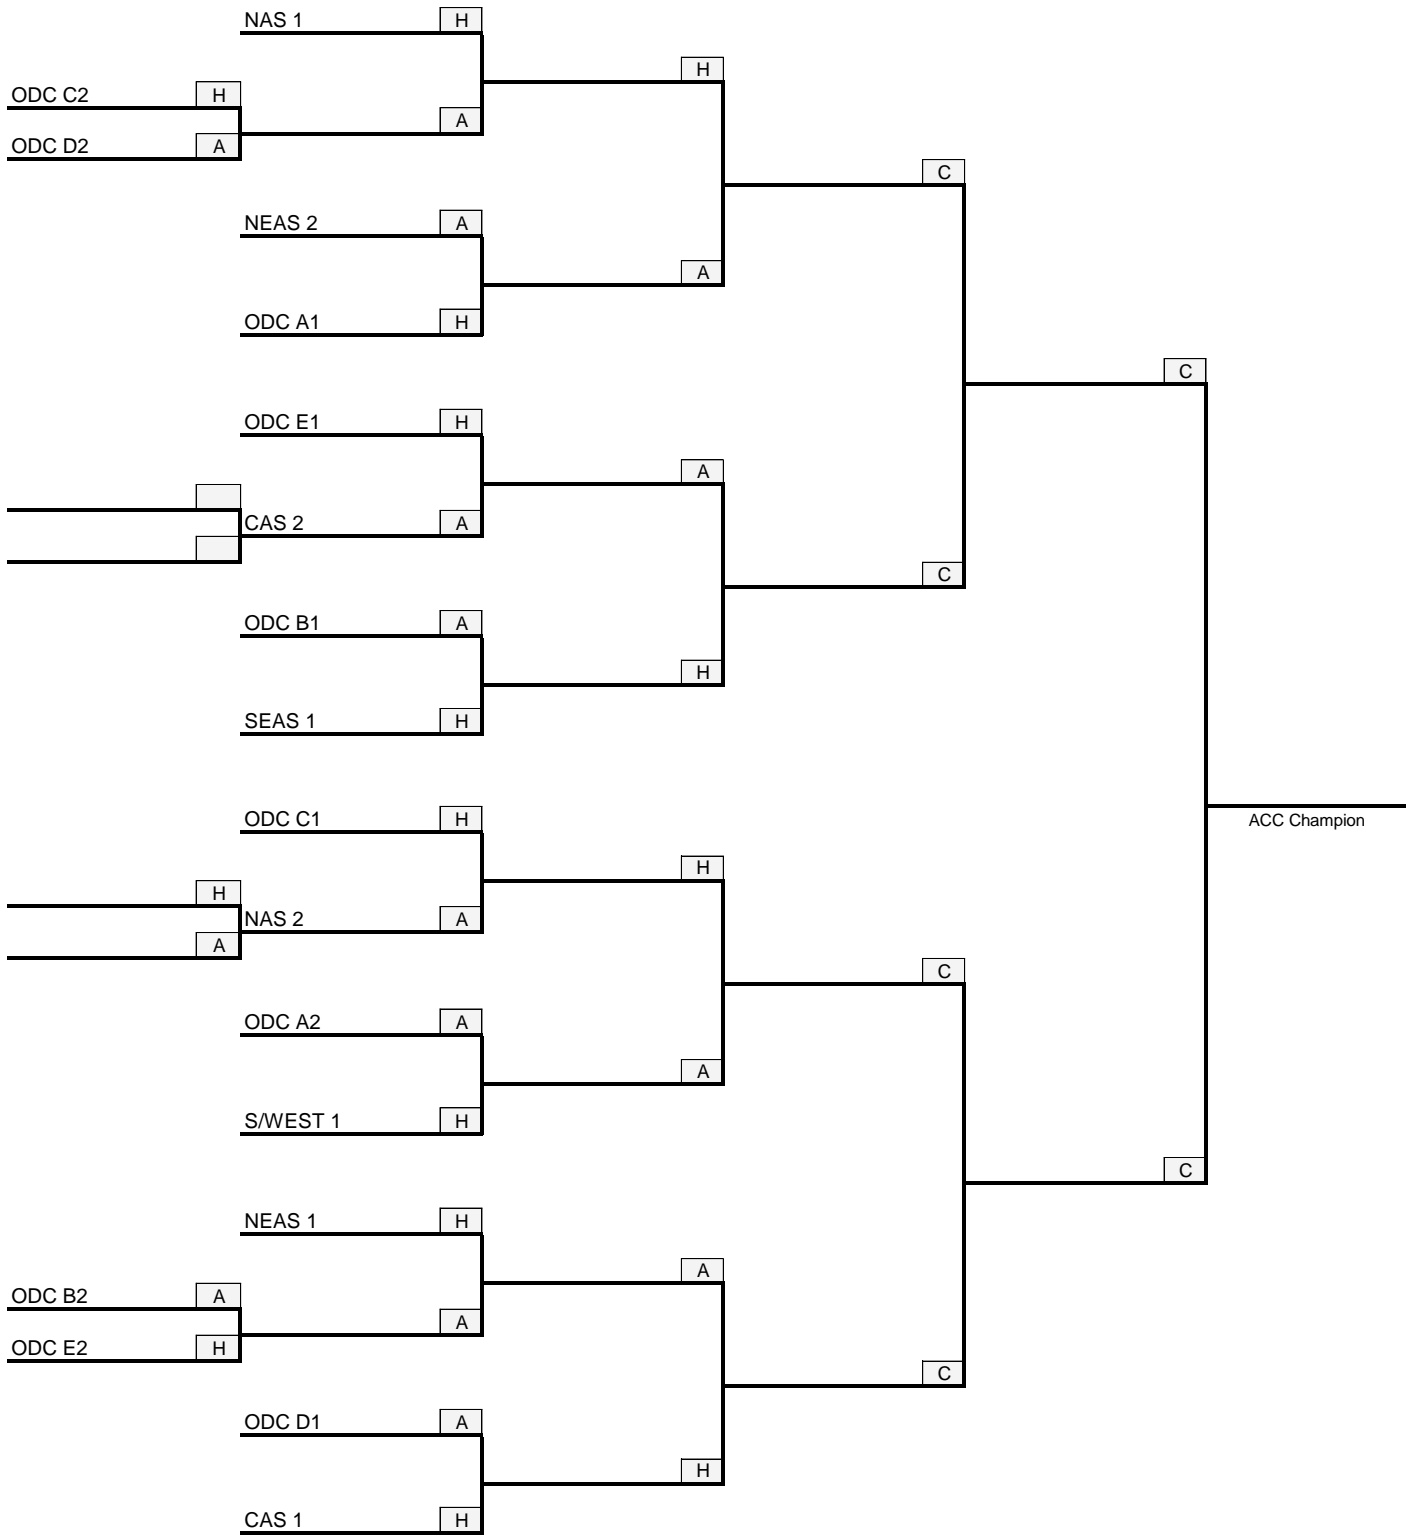 NAS 1 H
H
ODC C2 H
A
ODC D2 A
C
NEAS 2 A
A
ODC A1 H
C
ODC E1 H
A
CAS 2 A
C
ODC B1 A
H
SEAS 1 H
ACC Champion
ODC C1 H
H
H
NAS 2 A
A
C
ODC A2 A
A
S/WEST 1 H
C
NEAS 1 H
A
ODC B2 A
A
ODC E2 H
C
ODC D1 A
H
CAS 1 H